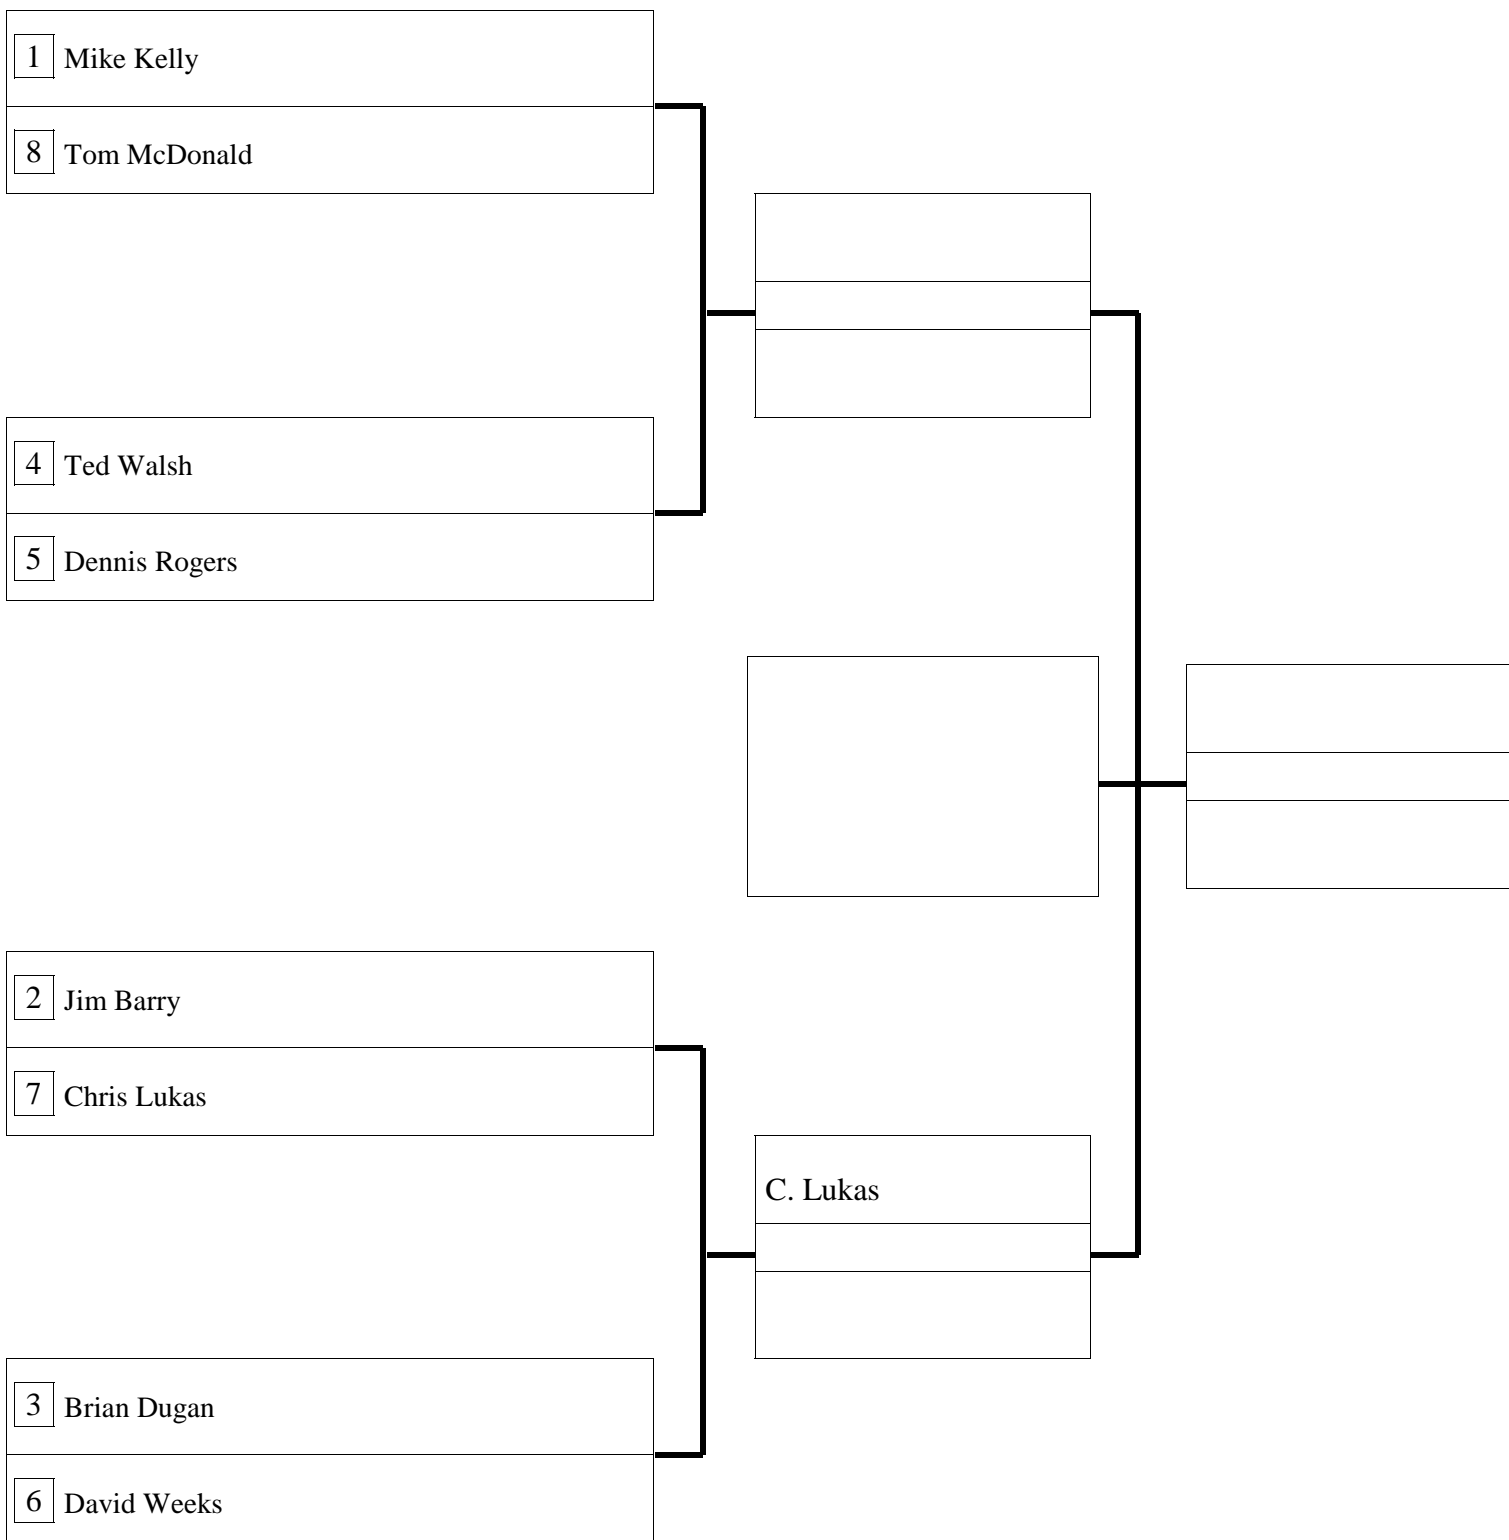 1 Mike Kelly
8 Tom McDonald
4 Ted Walsh
5 Dennis Rogers
2 Jim Barry
7 Chris Lukas
C. Lukas
3 Brian Dugan
6 David Weeks